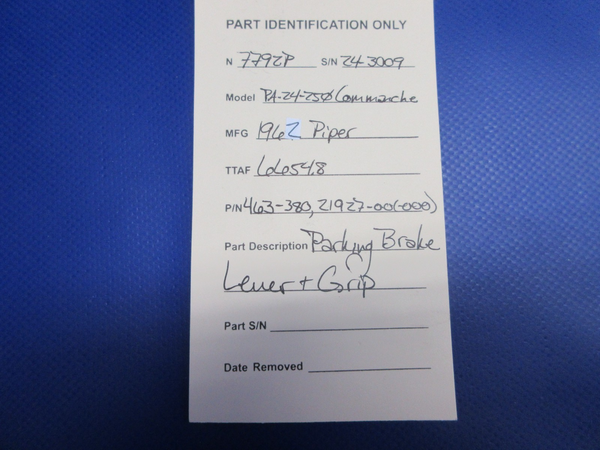 PART IDENTIFICATION ONLY
N 7792P S/N 24-3009
Model PA-24-250 Commanche
MFG 1962 Piper
TTAF 6654.8
P/N 463-380, 21927-00(-000)
Part Description Parking Brake
Lever + Grip
Part S/N
Date Removed